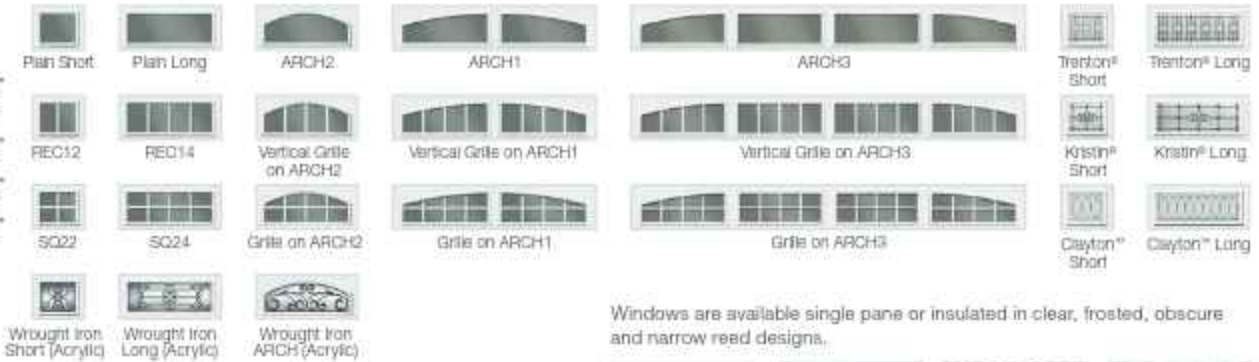 Plain Short
Plain Long
ARCH2
ARCH1
ARCH3
Trenton®
Short
Trenton® Long
REC12
REC14
Vertical Grille
on ARCH2
Vertical Grille on ARCH1
Vertical Grille on ARCH3
Kristin®
Short
Kristin® Long
SQ22
SQ24
Grille on ARCH2
Grille on ARCH1
Grille on ARCH3
Clayton™
Short
Clayton™ Long
Wrought Iron
Short (Acrylic)
Wrought Iron
Long (Acrylic)
Wrought Iron
ARCH (Acrylic)
Windows are available single pane or insulated in clear, frosted, obscure
and narrow reed designs.